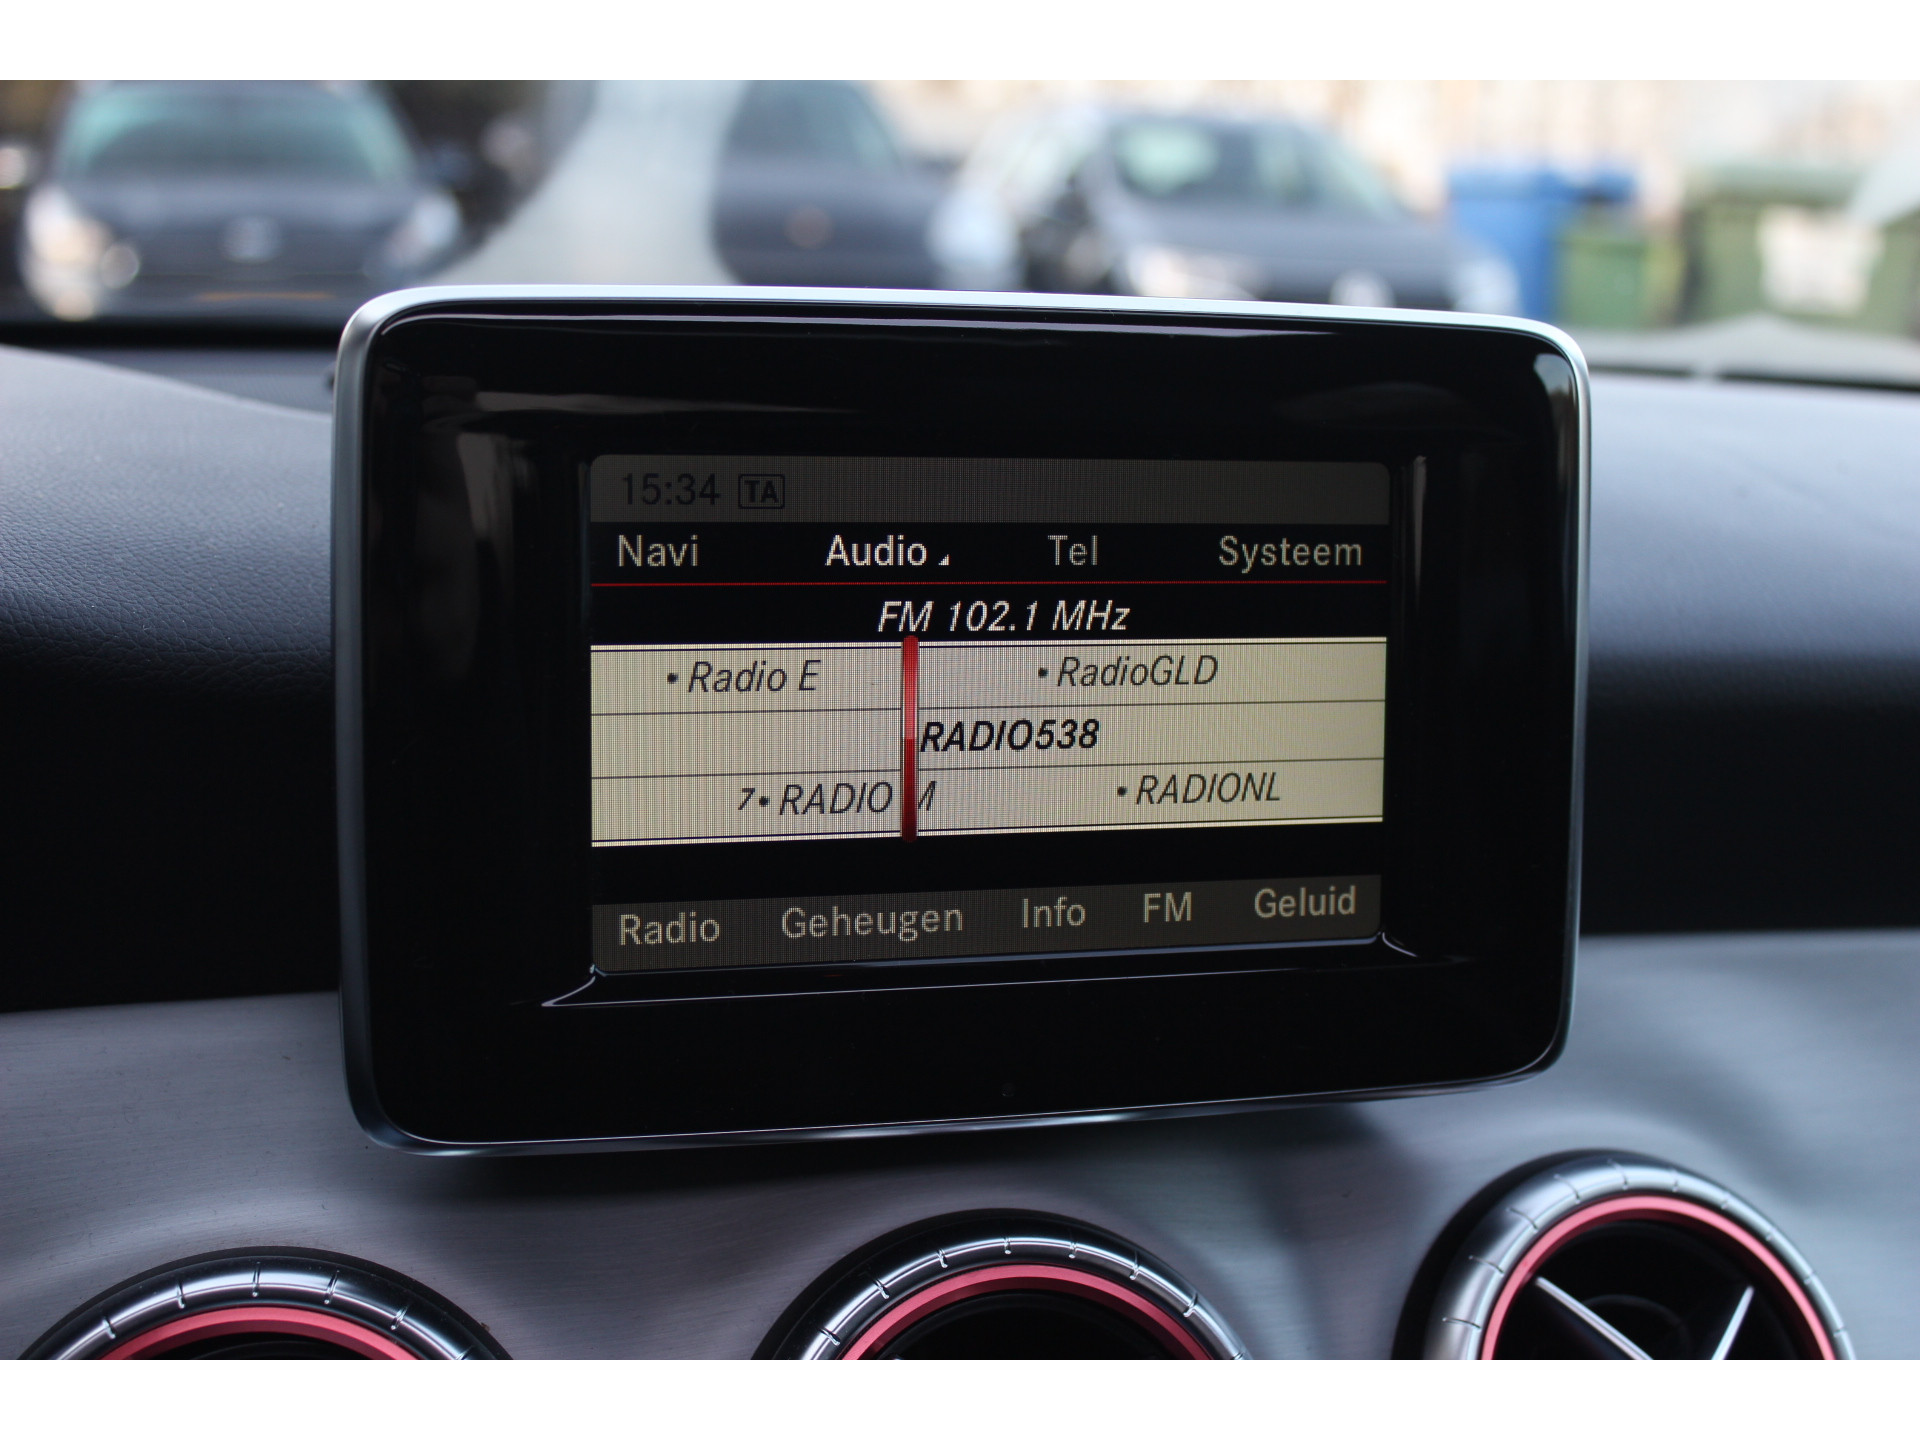 15:34 TA
Navi Audio Tel Systeem
FM 102.1 MHz
• Radio E • RadioGLD
RADIO538
7• RADIO M • RADIONL
Radio Geheugen Info FM Geluid